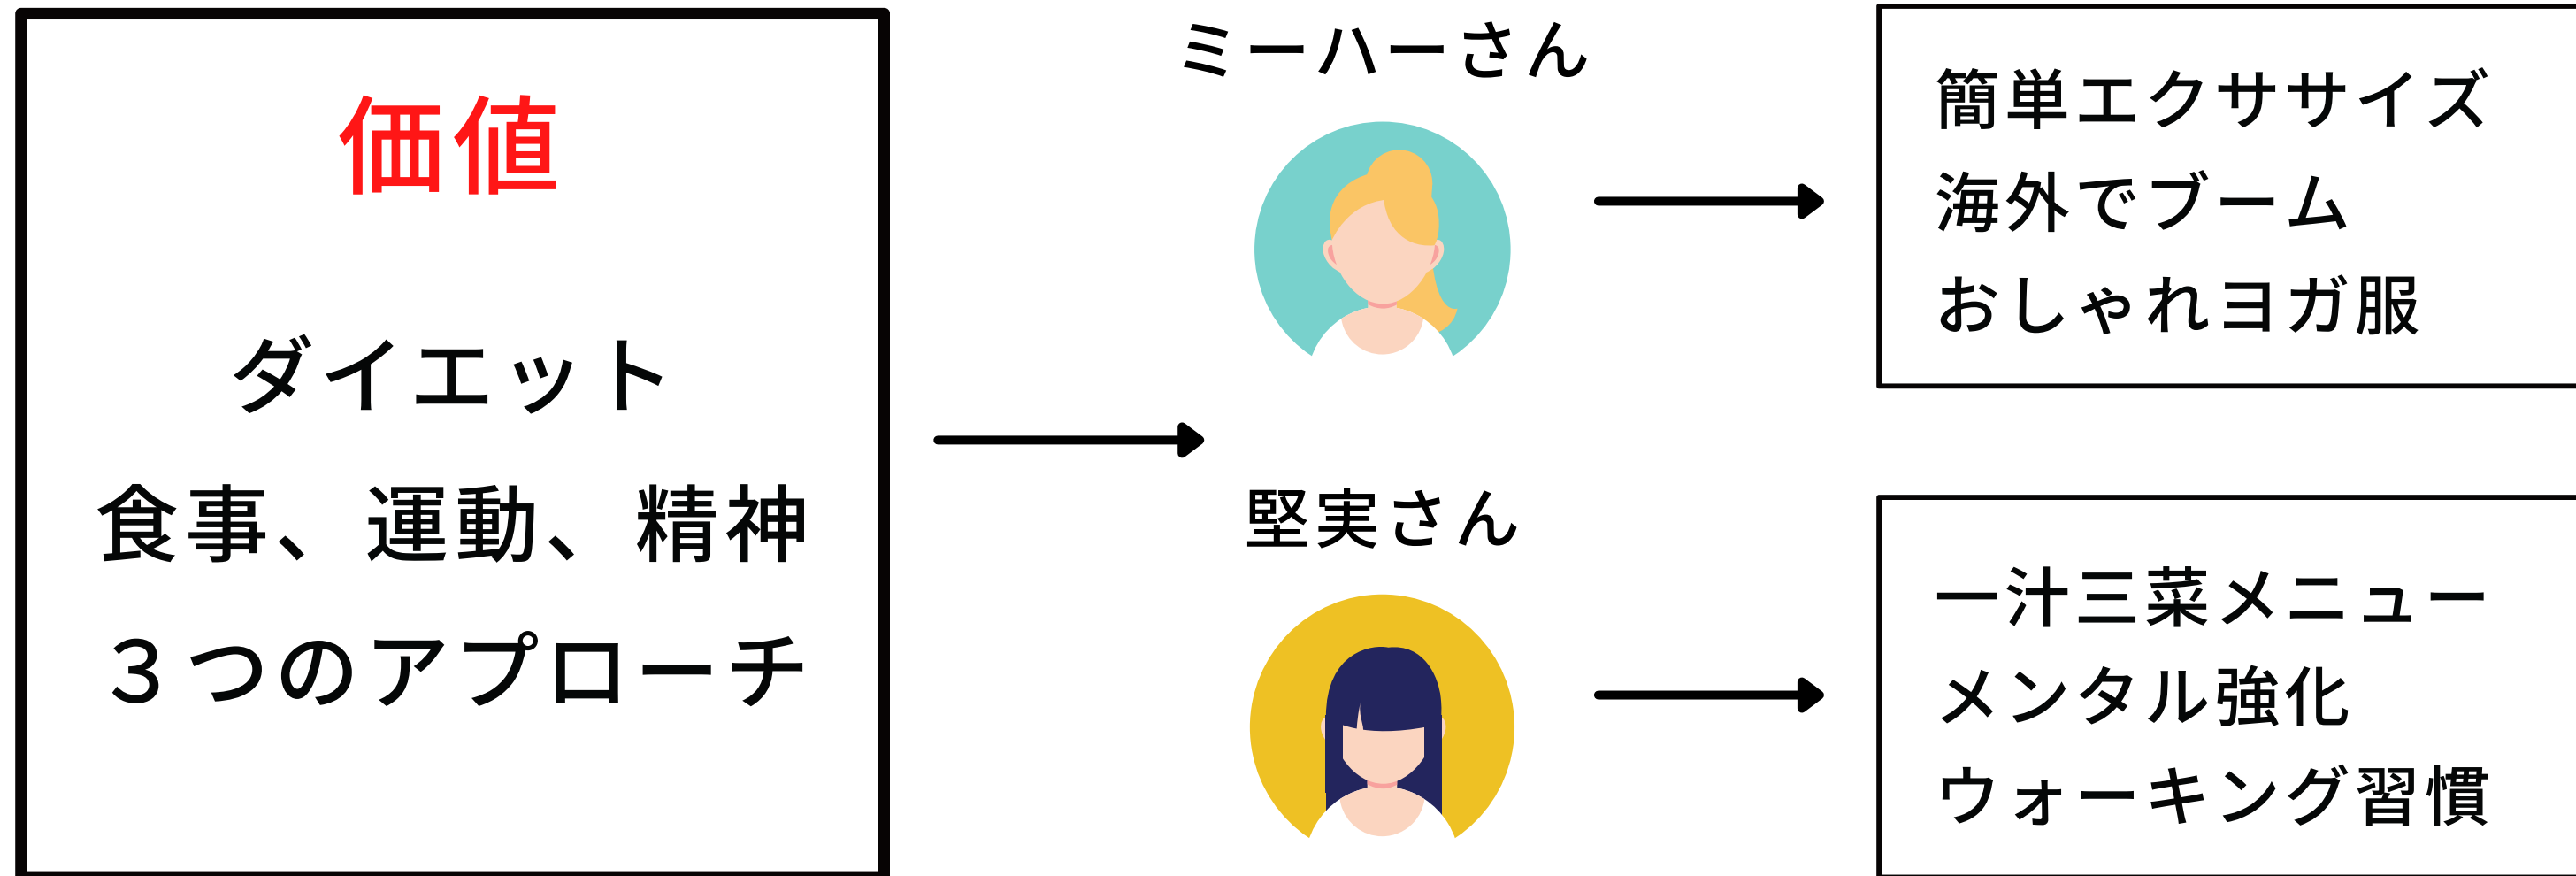 価値
ダイエット
食事、運動、精神
３つのアプローチ
ミーハーさん
簡単エクササイズ
海外でブーム
おしゃれヨガ服
堅実さん
一汁三菜メニュー
メンタル強化
ウォーキング習慣